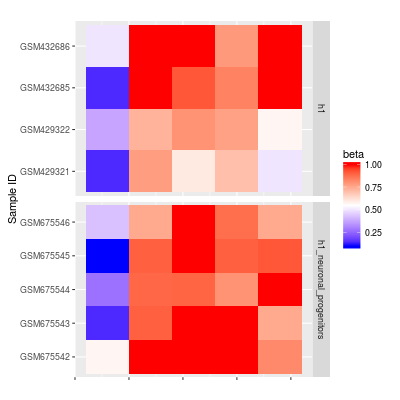 Sample ID
GSM432686
GSM432685
GSM429322
GSM429321
h1
GSM675546
GSM675545
GSM675544
GSM675543
GSM675542
h1_neuronal_progenitors
beta
1.00
0.75
0.50
0.25